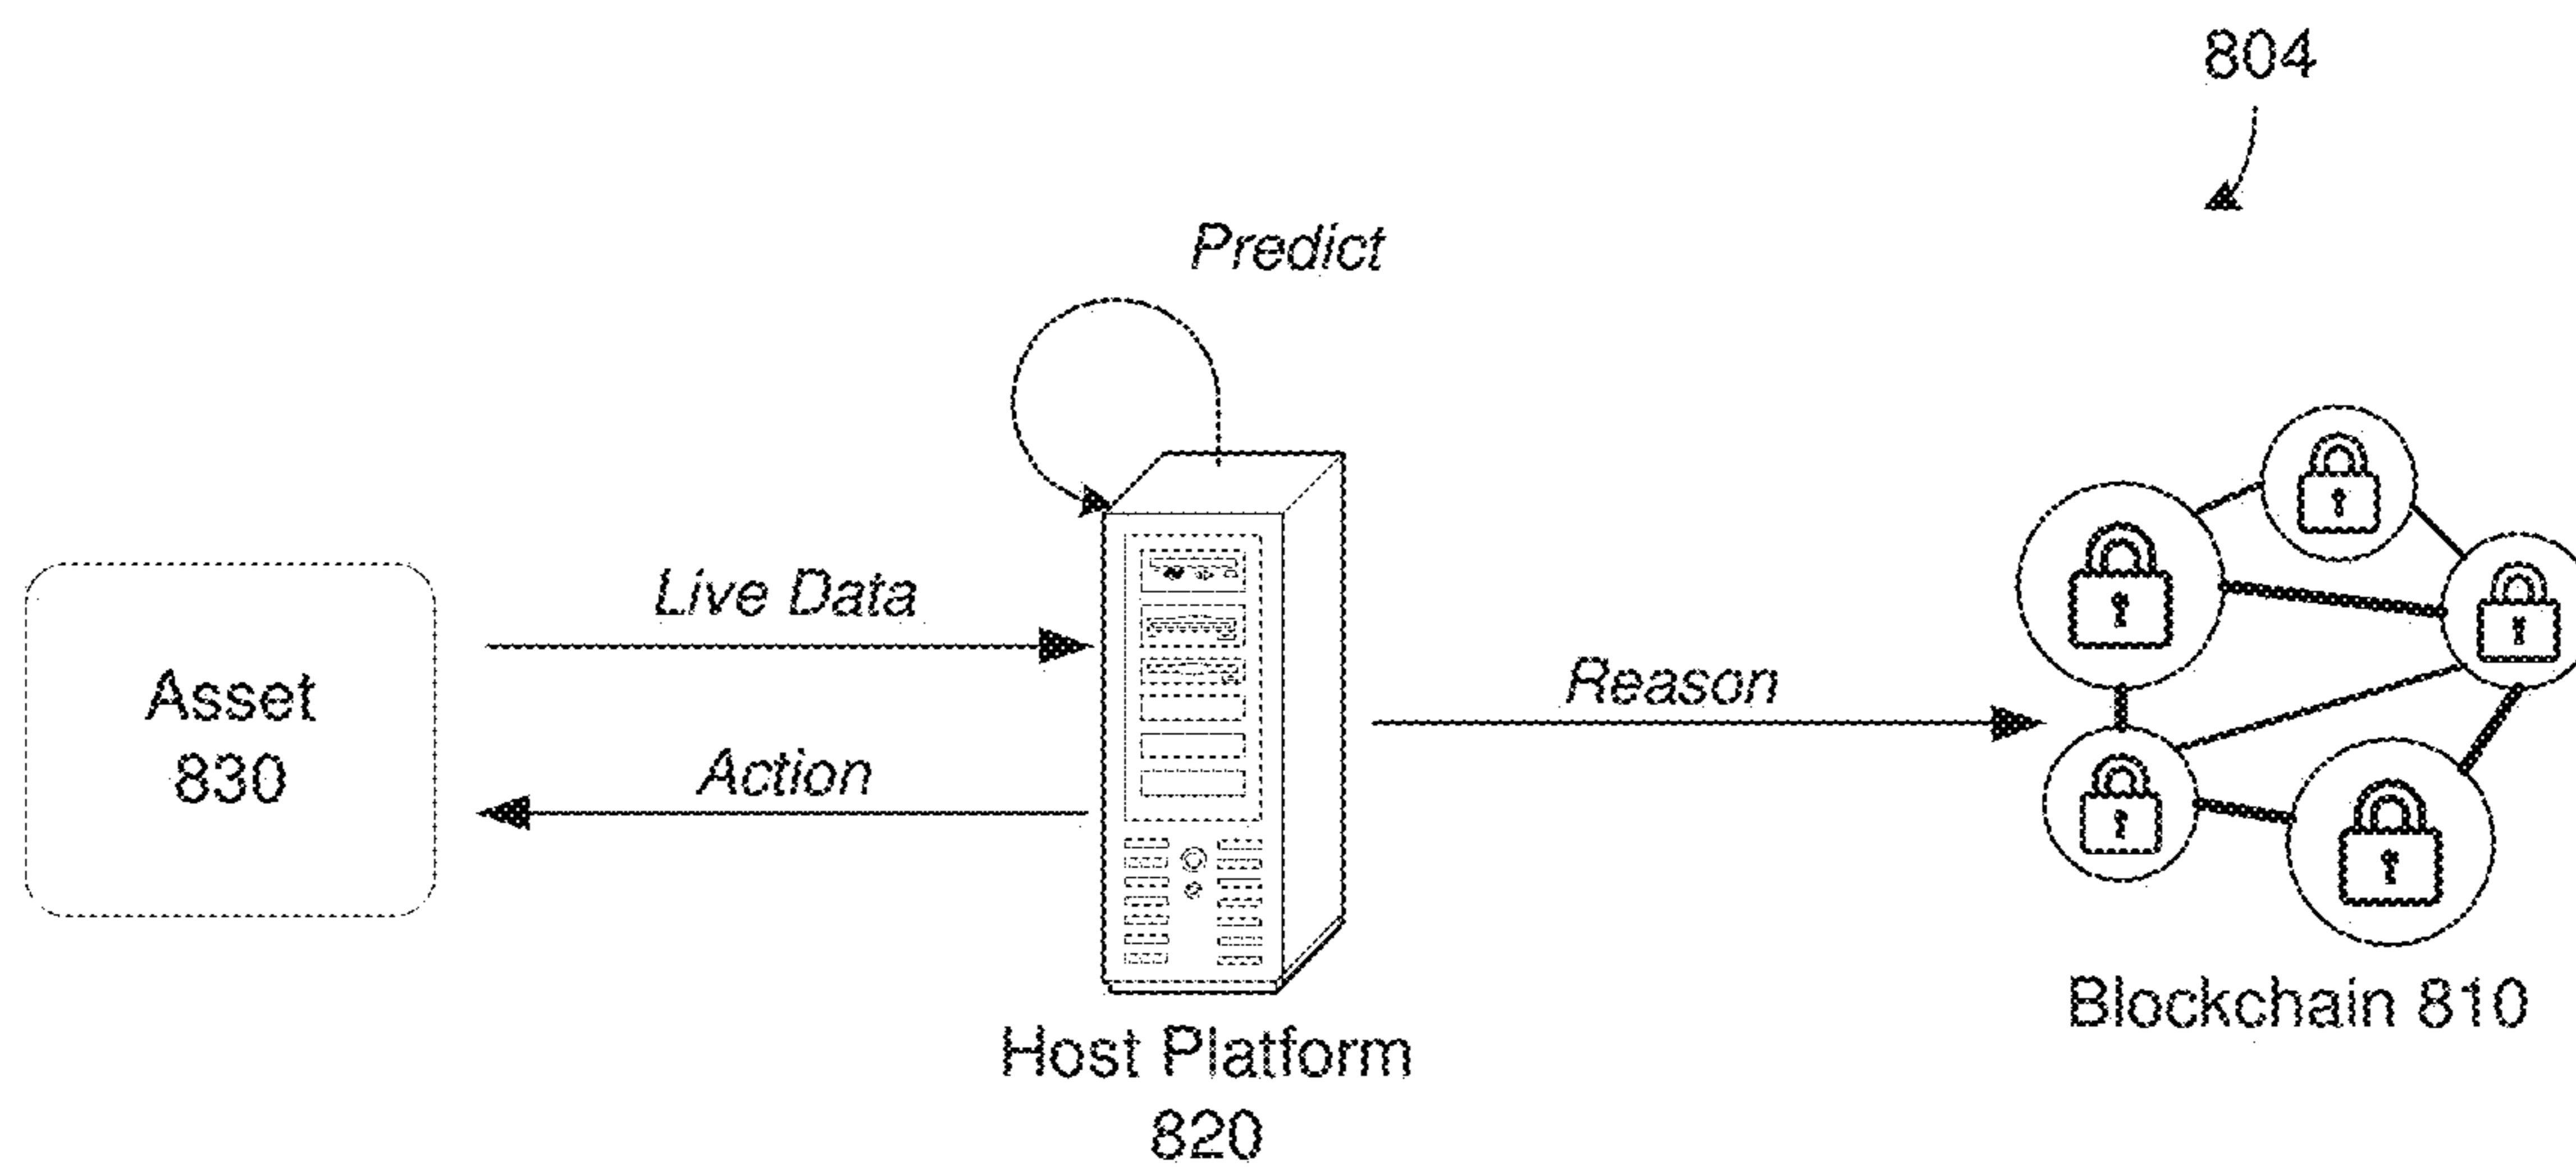 804
Predict
Live Data
Asset
830
Action
Reason
Host Platform
820
Blockchain 810